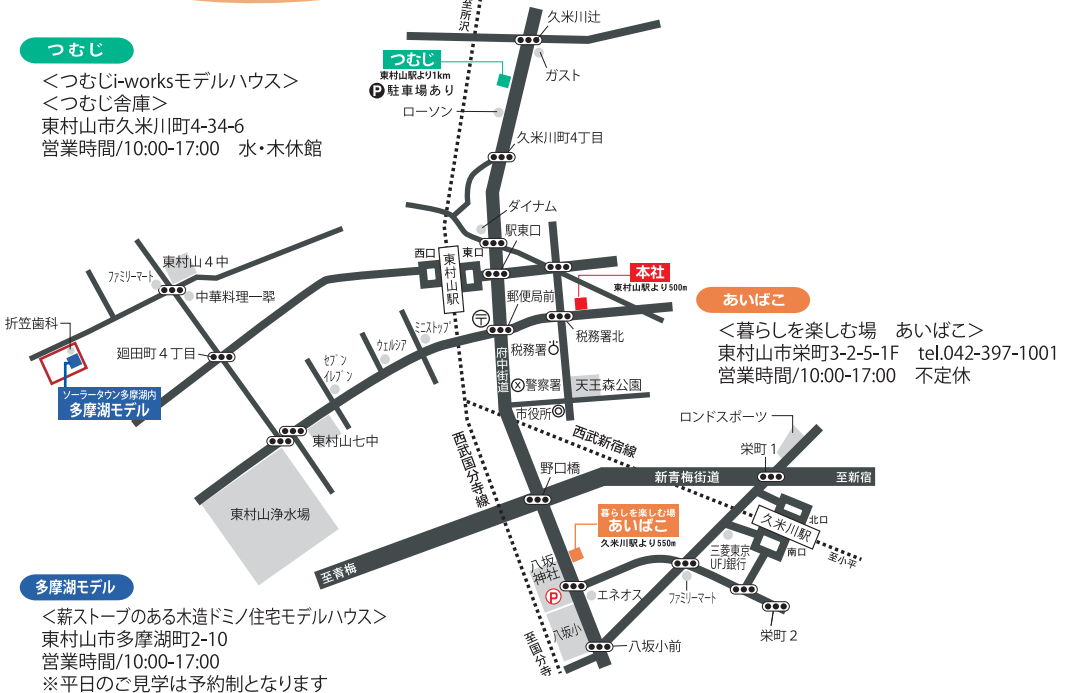 つむじ
<つむじi-worksモデルハウス>
<つむじ舎庫>
東村山市久米川町4-34-6
営業時間/10:00-17:00　水・木休館
至所沢
久米川辻
つむじ
東村山駅より1km
P駐車場あり
ガスト
ローソン
久米川町4丁目
ダイナム
駅東口
西口
東口
東村山駅
本社
東村山駅より500m
東村山4中
ファミリーマート
中華料理一翠
郵便局前
〒
税務署北
ミニストップ
ウェルシア
セブン
イレブン
折笠歯科
廻田町4丁目
ソーラータウン多摩湖内
多摩湖モデル
税務署
府中街道
警察署
天王森公園
市役所
東村山七中
東村山浄水場
西武国分寺線
西武新宿線
あいばこ
<暮らしを楽しむ場　あいばこ>
東村山市栄町3-2-5-1F　tel.042-397-1001
営業時間/10:00-17:00　不定休
ロンドスポーツ
栄町1
野口橋
新青梅街道
至新宿
至青梅
暮らしを楽しむ場
あいばこ
久米川駅より550m
北口
久米川駅
南口
至小平
三菱東京
UFJ銀行
八坂
神社
P
エネオス
ファミリーマート
栄町2
八坂小
八坂小前
至国分寺
多摩湖モデル
<薪ストーブのある木造ドミノ住宅モデルハウス>
東村山市多摩湖町2-10
営業時間/10:00-17:00
※平日のご見学は予約制となります